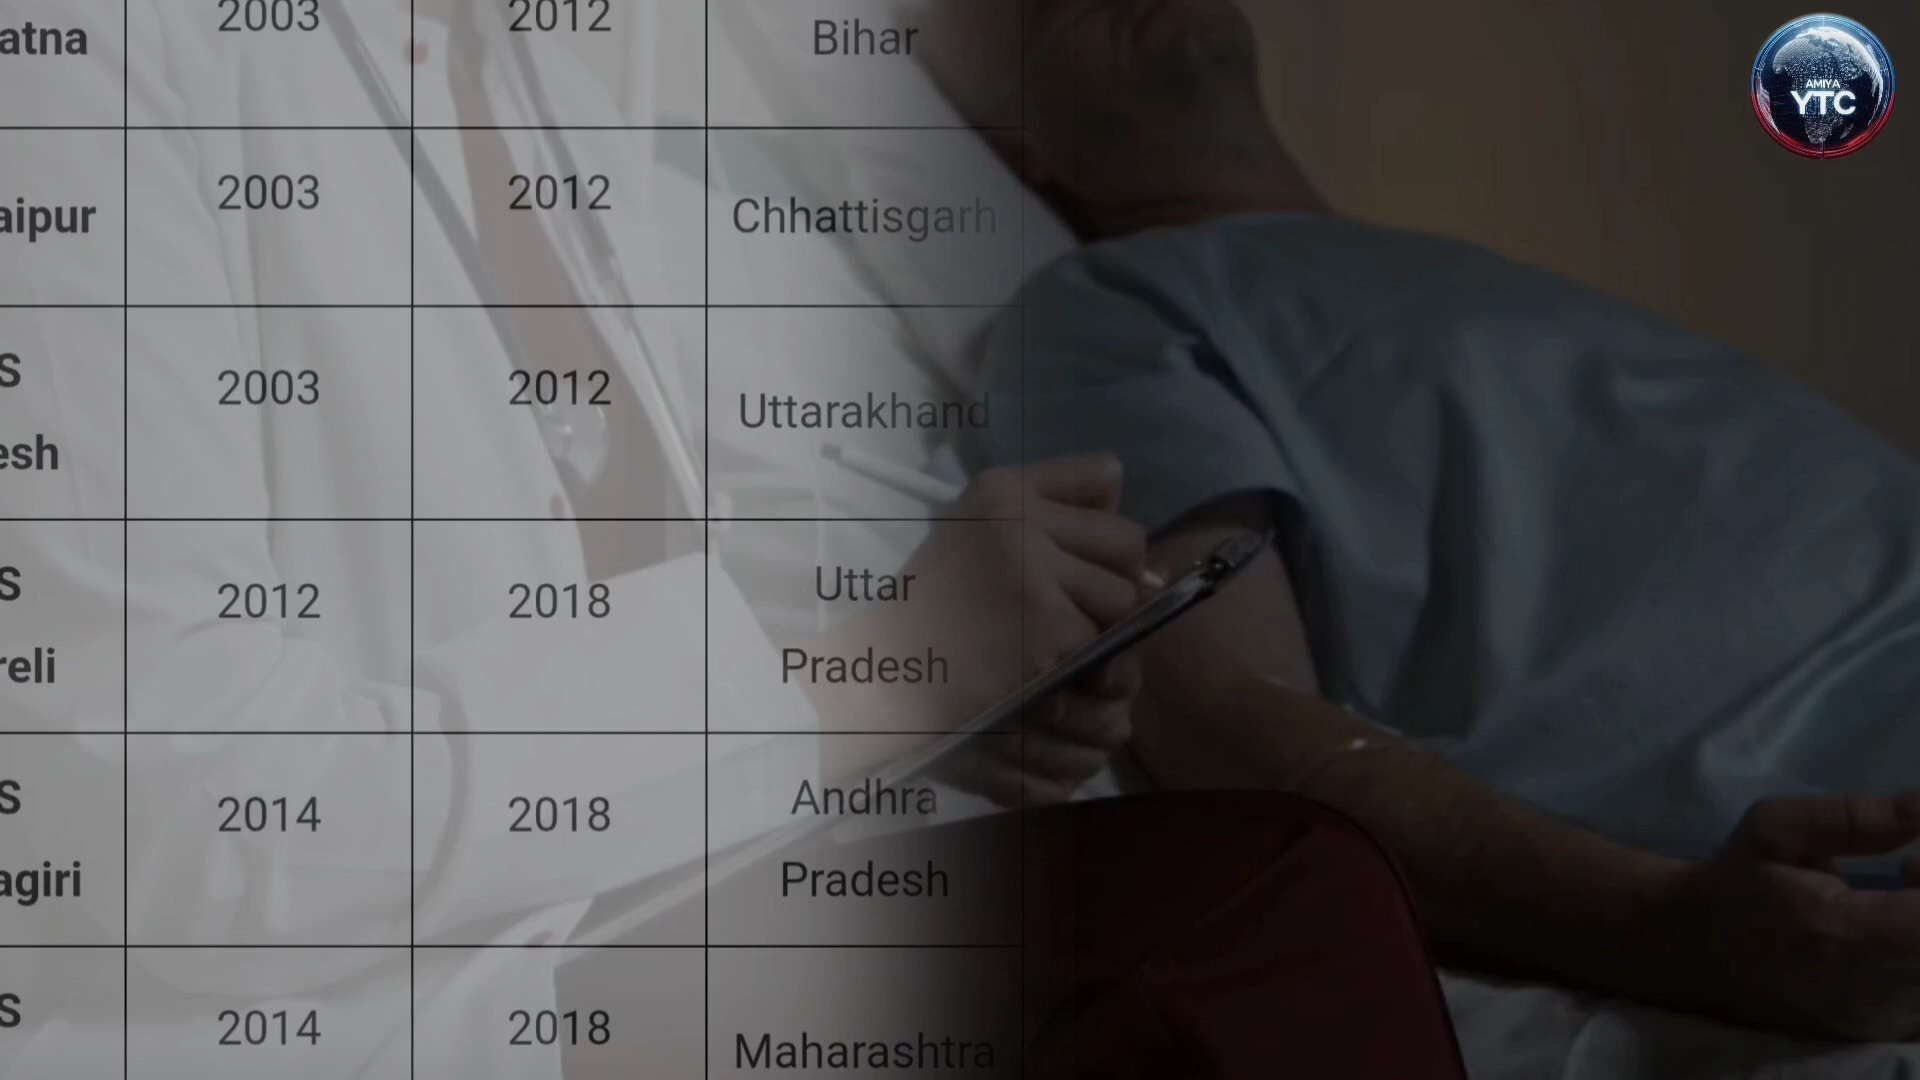 atna 2003 2012 Bihar
aipur 2003 2012 Chhattisgarh
S
esh 2003 2012 Uttarakhand
S
reli 2012 2018 Uttar
Pradesh
S
agiri 2014 2018 Andhra
Pradesh
S 2014 2018 Maharashtra
AMIYA
YTC